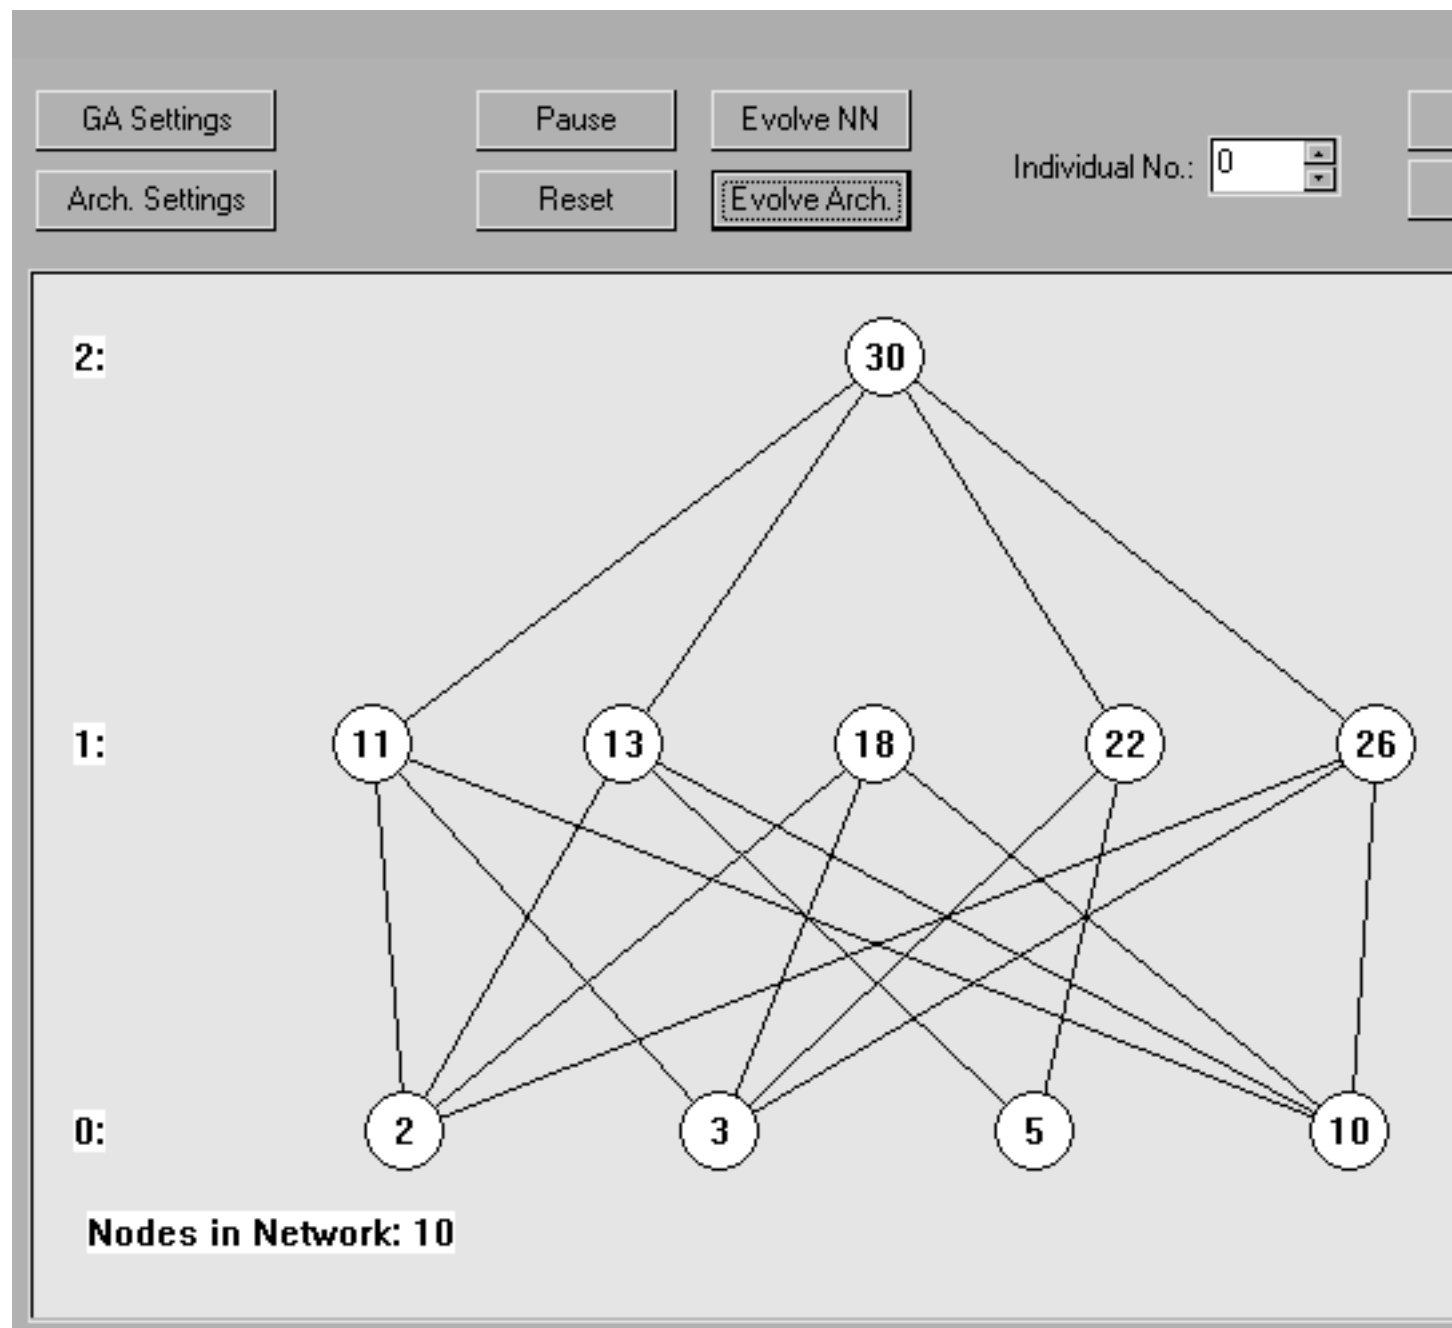 GA Settings
Pause
Evolve NN
Individual No.: 0
Arch. Settings
Reset
Evolve Arch.
2:
30
1:
11 13 18 22 26
0:
2 3 5 10
Nodes in Network: 10